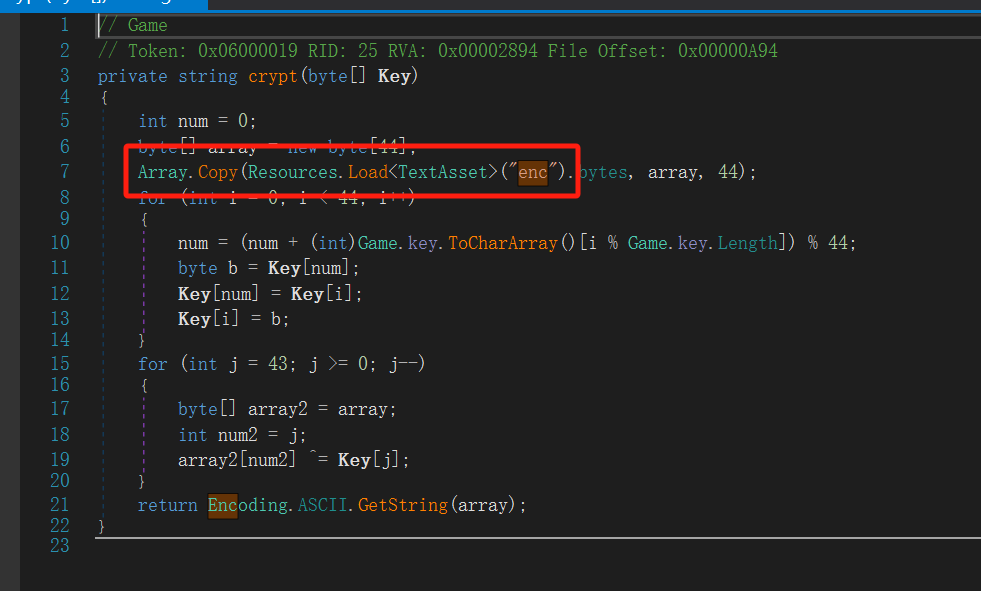 1 // Game
2 // Token: 0x06000019 RID: 25 RVA: 0x00002894 File Offset: 0x00000A94
3 private string crypt(byte[] Key)
4 {
5 int num = 0;
6 byte[] array = new byte[44];
7 Array.Copy(Resources.Load<TextAsset>("enc").bytes, array, 44);
8 for (int i = 0; i < 44; i++)
9 {
10 num = (num + (int)Game.key.ToCharArray()[i % Game.key.Length]) % 44;
11 byte b = Key[num];
12 Key[num] = Key[i];
13 Key[i] = b;
14 }
15 for (int j = 43; j >= 0; j--)
16 {
17 byte[] array2 = array;
18 int num2 = j;
19 array2[num2] ^= Key[j];
20 }
21 return Encoding.ASCII.GetString(array);
22 }
23